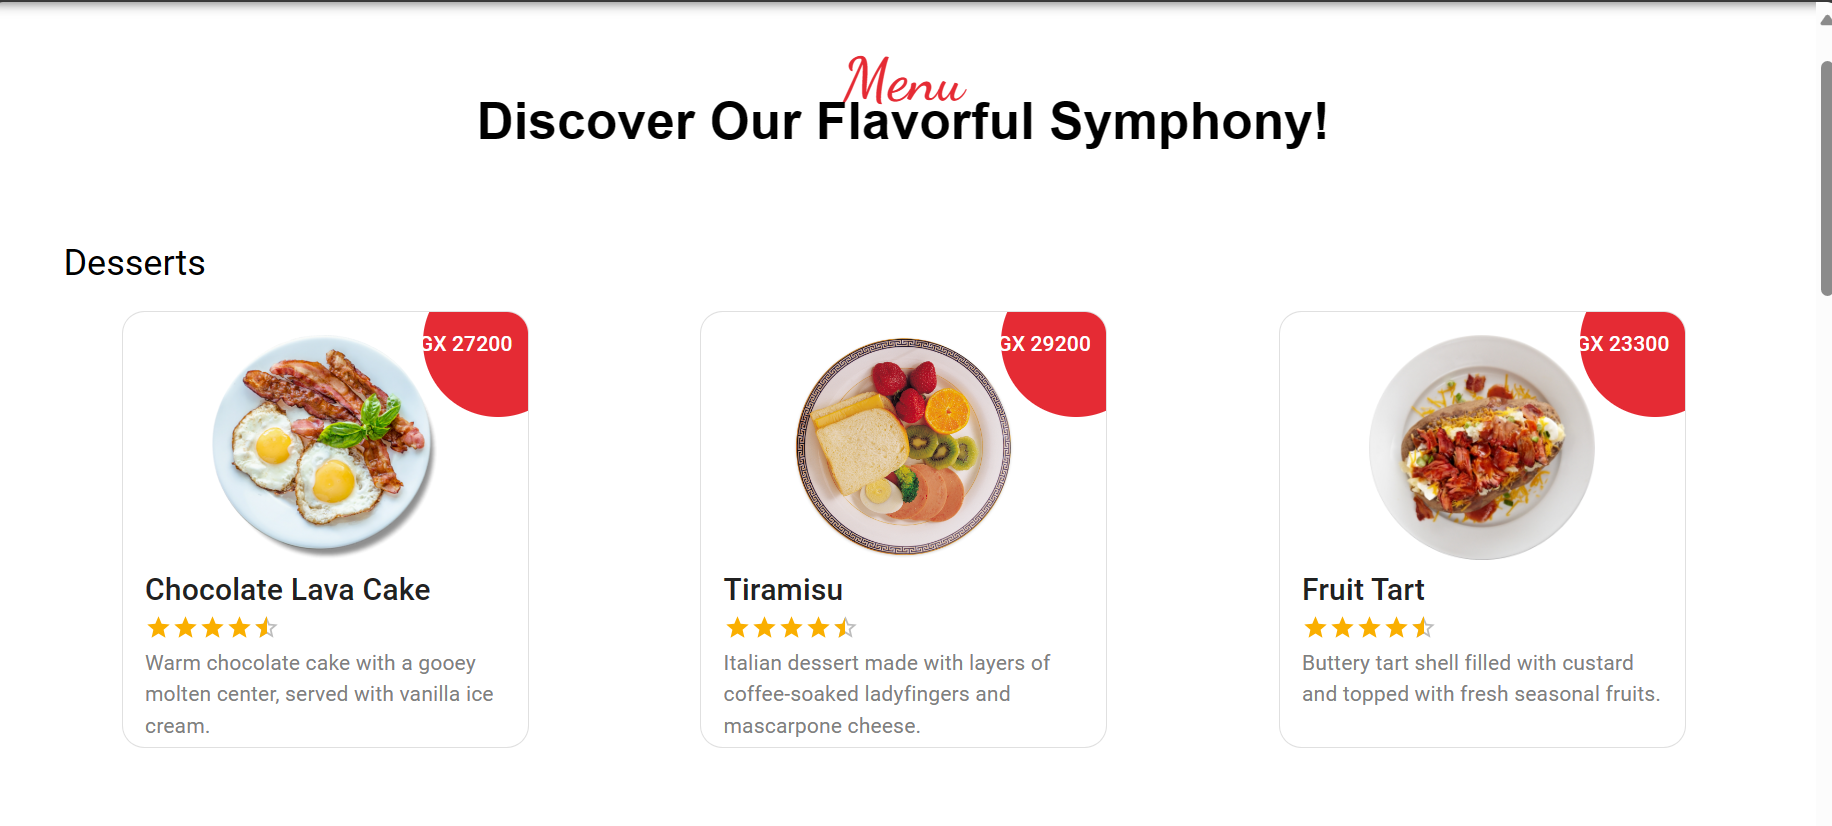 Menu
Discover Our Flavorful Symphony!
Desserts
GX 27200
GX 29200
GX 23300
Chocolate Lava Cake
Tiramisu
Fruit Tart
Warm chocolate cake with a gooey
molten center, served with vanilla ice
cream.
Italian dessert made with layers of
coffee-soaked ladyfingers and
mascarpone cheese.
Buttery tart shell filled with custard
and topped with fresh seasonal fruits.